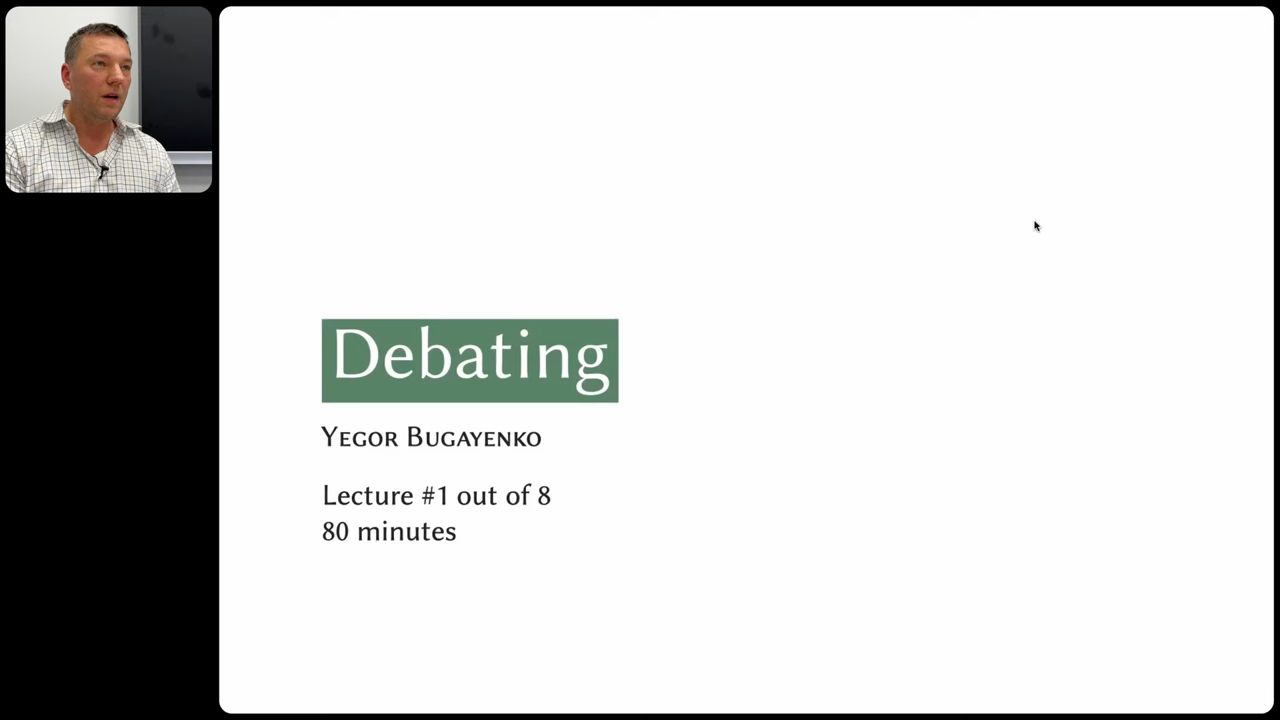 Debating
Yegor Bugayenko
Lecture #1 out of 8
80 minutes